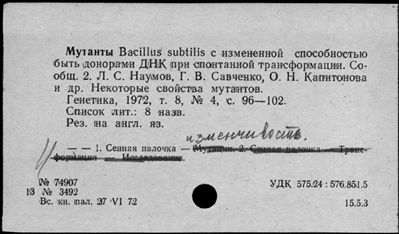 Мутанты Bacillus subtilis с измененной способностью
быть донорами ДНК при спонтанной трансформации. Со-
общ. 2. Л. С. Наумов, Г. В. Савченко, О. Н. Капитонова
и др. Некоторые свойства мутантов.
Генетика, 1972, т. 8, № 4, с. 96—102.
Список лит.: 8 назв.
Рез. на англ. яз.
изменчивость.
— — 1. Сенная палочка — Мутации. 2. Сенная палочка — Транс-
формация — Исследование.
№ 74907
13 № 3492
Вс. кн. пал. 27 VI 72
УДК 575.24 : 576.851.5
15.5.3